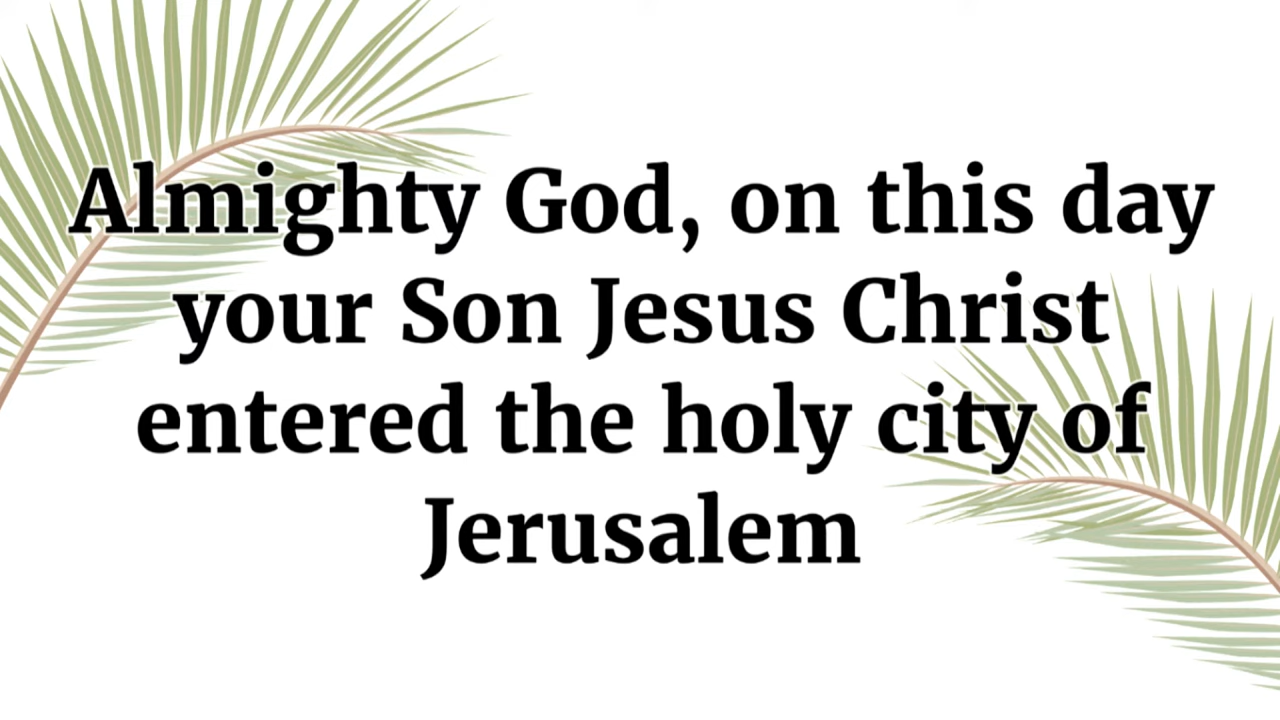 Almighty God, on this day
your Son Jesus Christ
entered the holy city of
Jerusalem